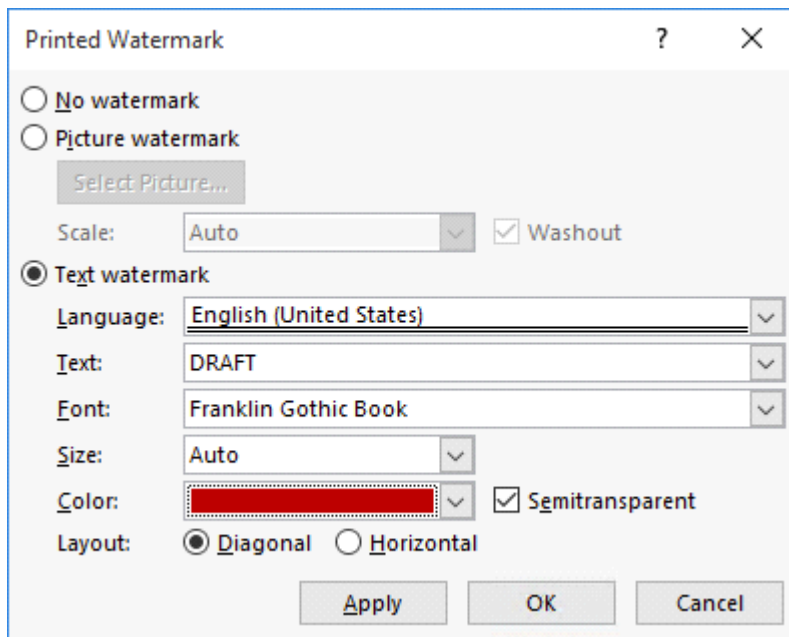 Printed Watermark ? ×
No watermark
Picture watermark
Select Picture...
Scale: Auto Washout
Text watermark
Language: English (United States)
Text: DRAFT
Font: Franklin Gothic Book
Size: Auto
Color: Semitransparent
Layout: Diagonal Horizontal
Apply OK Cancel